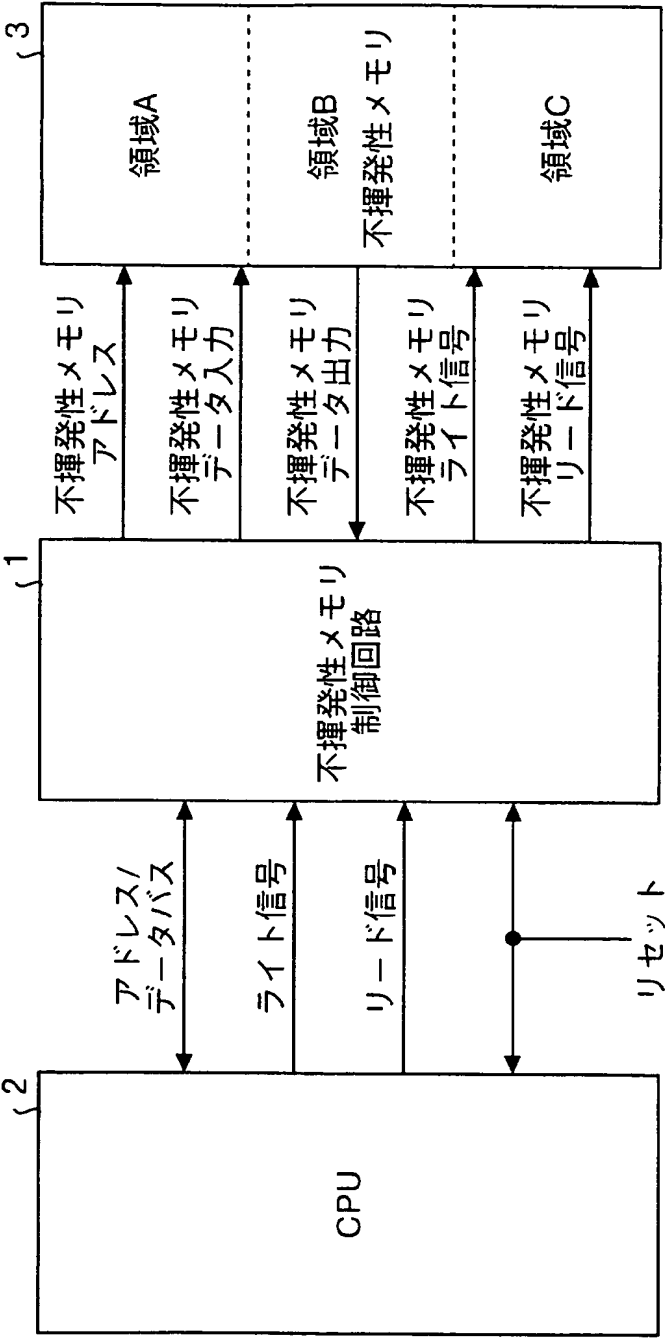 2
CPU
アドレス/
データバス
ライト信号
リード信号
リセット
1
不揮発性メモリ
制御回路
不揮発性メモリ
アドレス
不揮発性メモリ
データ入力
不揮発性メモリ
データ出力
不揮発性メモリ
ライト信号
不揮発性メモリ
リード信号
3
領域A
領域B
不揮発性メモリ
領域C